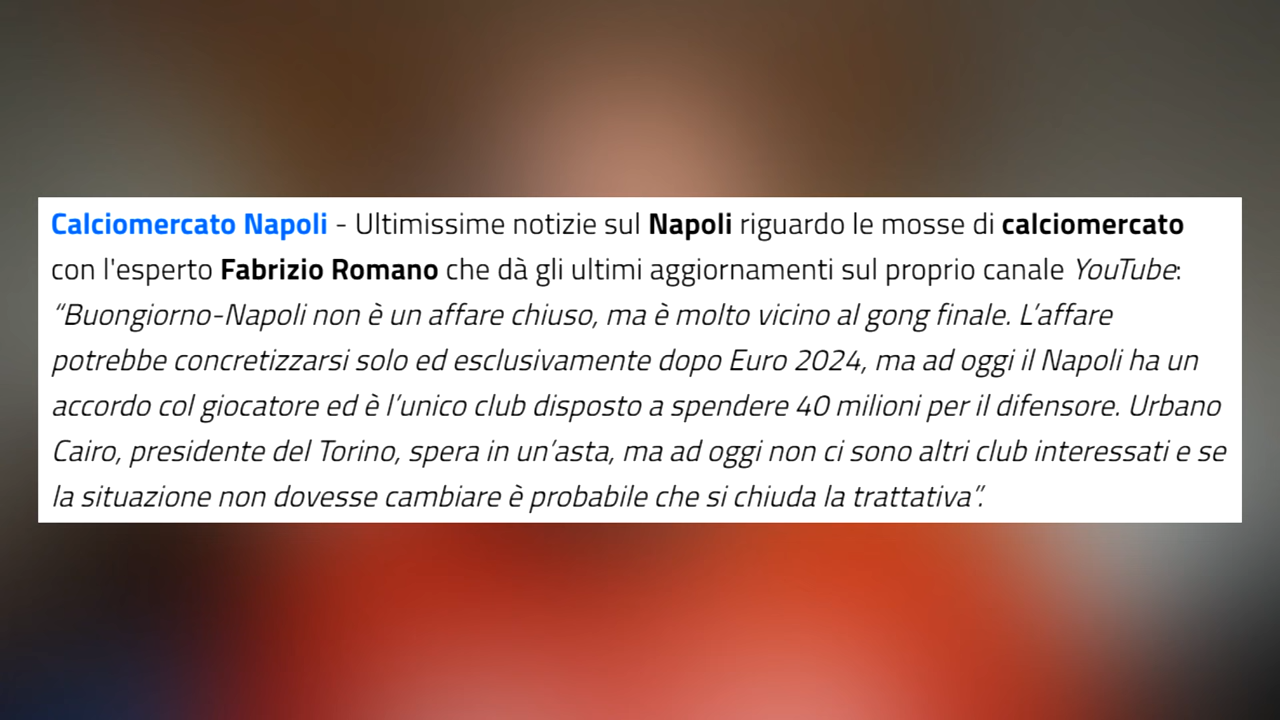 Calciomercato Napoli - Ultimissime notizie sul Napoli riguardo le mosse di calciomercato
con l'esperto Fabrizio Romano che dà gli ultimi aggiornamenti sul proprio canale YouTube:
“Buongiorno-Napoli non è un affare chiuso, ma è molto vicino al gong finale. L’affare
potrebbe concretizzarsi solo ed esclusivamente dopo Euro 2024, ma ad oggi il Napoli ha un
accordo col giocatore ed è l’unico club disposto a spendere 40 milioni per il difensore. Urbano
Cairo, presidente del Torino, spera in un’asta, ma ad oggi non ci sono altri club interessati e se
la situazione non dovesse cambiare è probabile che si chiuda la trattativa”.